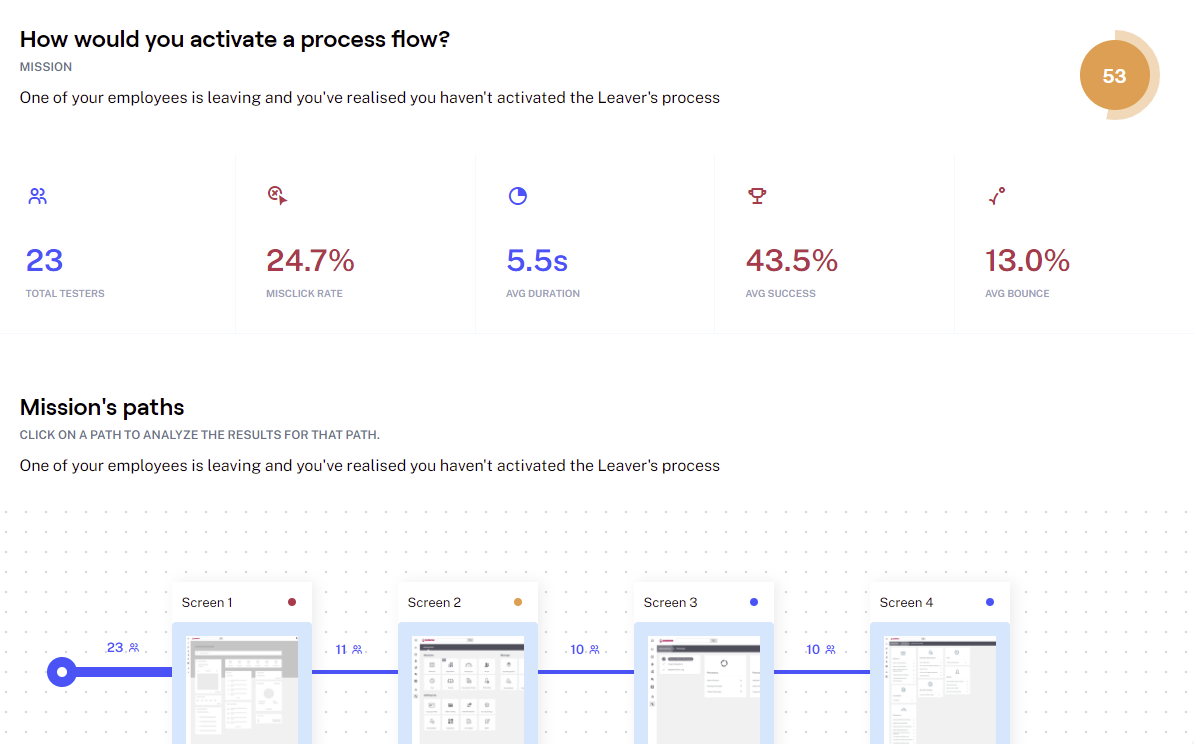 How would you activate a process flow?
MISSION
One of your employees is leaving and you've realised you haven't activated the Leaver's process
53
23
TOTAL TESTERS
24.7%
MISCLICK RATE
5.5s
AVG DURATION
43.5%
AVG SUCCESS
13.0%
AVG BOUNCE
Mission's paths
CLICK ON A PATH TO ANALYZE THE RESULTS FOR THAT PATH.
One of your employees is leaving and you've realised you haven't activated the Leaver's process
23
Screen 1
11
Screen 2
10
Screen 3
10
Screen 4